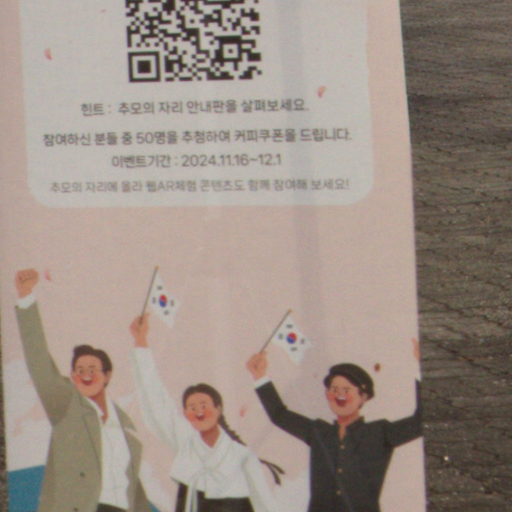 힌트 : 추모의 자리 안내판을 살펴보세요.
참여하신 분들 중 50명을 추첨하여 커피쿠폰을 드립니다.
이벤트기간 : 2024.11.16~12.1
추모의 자리에 올라 웹AR체험 콘텐츠도 함께 참여해 보세요!